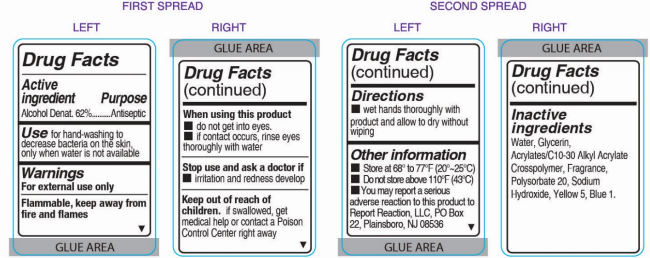 FIRST SPREAD
LEFT
Drug Facts
Active
ingredient Purpose
Alcohol Denat. 62%.........Antiseptic
Use for hand-washing to
decrease bacteria on the skin,
only when water is not available
Warnings
For external use only
Flammable, keep away from
fire and flames
▼
GLUE AREA
RIGHT
GLUE AREA
Drug Facts
(continued)
When using this product
■ do not get into eyes.
■ if contact occurs, rinse eyes
thoroughly with water
Stop use and ask a doctor if
■ irritation and redness develop
Keep out of reach of
children. if swallowed, get
medical help or contact a Poison
Control Center right away
▼
SECOND SPREAD
LEFT
GLUE AREA
Drug Facts
(continued)
Directions
■ wet hands thoroughly with
product and allow to dry without
wiping
Other information
■ Store at 68° to 77°F (20°~25°C)
■ Do not store above 110°F (43°C)
■ You may report a serious
adverse reaction to this product to
Report Reaction, LLC, PO Box
22, Plainsboro, NJ 08536 ▼
RIGHT
GLUE AREA
Drug Facts
(continued)
Inactive
ingredients
Water, Glycerin,
Acrylates/C10-30 Alkyl Acrylate
Crosspolymer, Fragrance,
Polysorbate 20, Sodium
Hydroxide, Yellow 5, Blue 1.